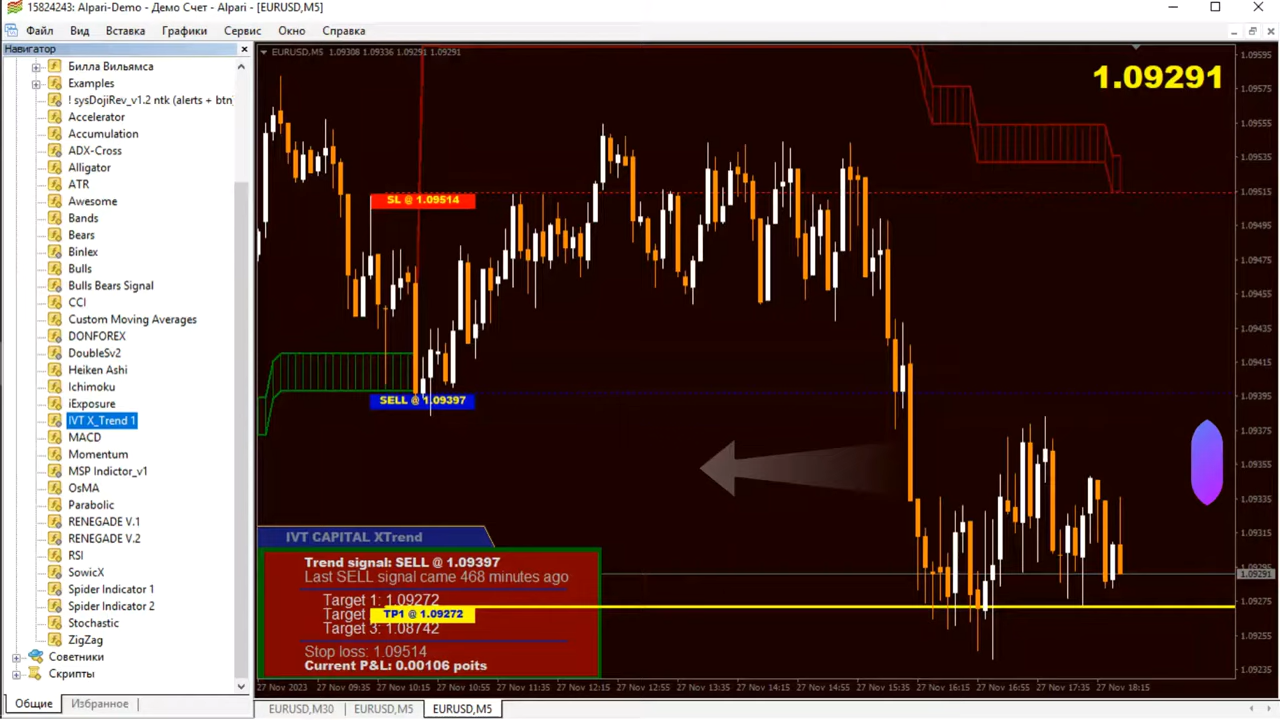 15824243: Alpari-Demo - Демо Счет - Alpari - [EURUSD,M5]
Файл Вид Вставка Графики Сервис Окно Справка
Навигатор
Билла Вильямса
Examples
! sysDojiRev_v1.2 ntk (alerts + btn)
Accelerator
Accumulation
ADX-Cross
Alligator
ATR
Awesome
Bands
Bears
Binlex
Bulls
Bulls Bears Signal
CCI
Custom Moving Averages
DONFOREX
DoubleSv2
Heiken Ashi
Ichimoku
iExposure
IVT X_Trend 1
MACD
Momentum
MSP Indictor_v1
OsMA
Parabolic
RENEGADE V.1
RENEGADE V.2
RSI
SowicX
Spider Indicator 1
Spider Indicator 2
Stochastic
ZigZag
Советники
Скрипты
Общие Избранное
EURUSD,M5 1.09308 1.09336 1.09291 1.09291
1.09291
SL @ 1.09514
SELL @ 1.09397
IVT CAPITAL XTrend
Trend signal: SELL @ 1.09397
Last SELL signal came 468 minutes ago
Target 1: 1.09272
Target
TP1 @ 1.09272
Target 3: 1.08742
Stop loss: 1.09514
Current P&L: 0.00106 poits
1.09595
1.09575
1.09555
1.09535
1.09515
1.09495
1.09475
1.09455
1.09435
1.09415
1.09395
1.09375
1.09355
1.09335
1.09315
1.09295
1.09291
1.09275
1.09255
1.09235
27 Nov 2023 27 Nov 09:35 27 Nov 10:15 27 Nov 10:55 27 Nov 11:35 27 Nov 12:15 27 Nov 12:55 27 Nov 13:35 27 Nov 14:15 27 Nov 14:55 27 Nov 15:35 27 Nov 16:15 27 Nov 16:55 27 Nov 17:35 27 Nov 18:15
EURUSD,M30 EURUSD,M5 EURUSD,M5